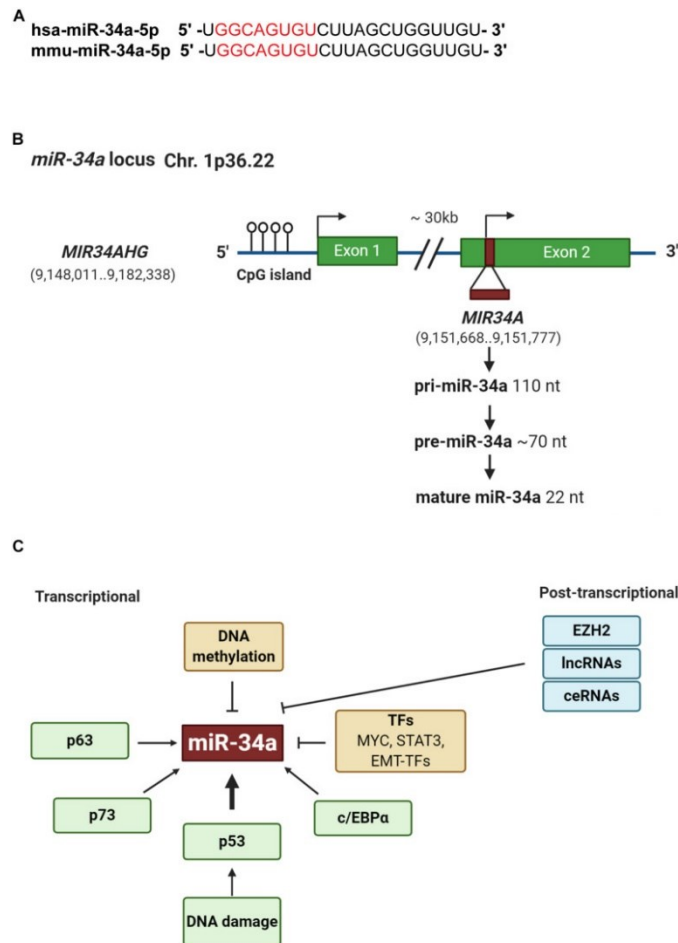 A
hsa-miR-34a-5p 5' -UGGCAGUGUCUUAGCUGGUUGU- 3'
mmu-miR-34a-5p 5' -UGGCAGUGUCUUAGCUGGUUGU- 3'
B
miR-34a locus Chr. 1p36.22
~ 30kb
MIR34AHG
(9,148,011..9,182,338)
5'
Exon 1
Exon 2
3'
CpG island
MIR34A
(9,151,668..9,151,777)
pri-miR-34a 110 nt
pre-miR-34a ~70 nt
mature miR-34a 22 nt
C
Transcriptional
Post-transcriptional
DNA
methylation
EZH2
lncRNAs
ceRNAs
p63
miR-34a
TFs
MYC, STAT3,
EMT-TFs
p73
p53
c/EBPα
DNA damage